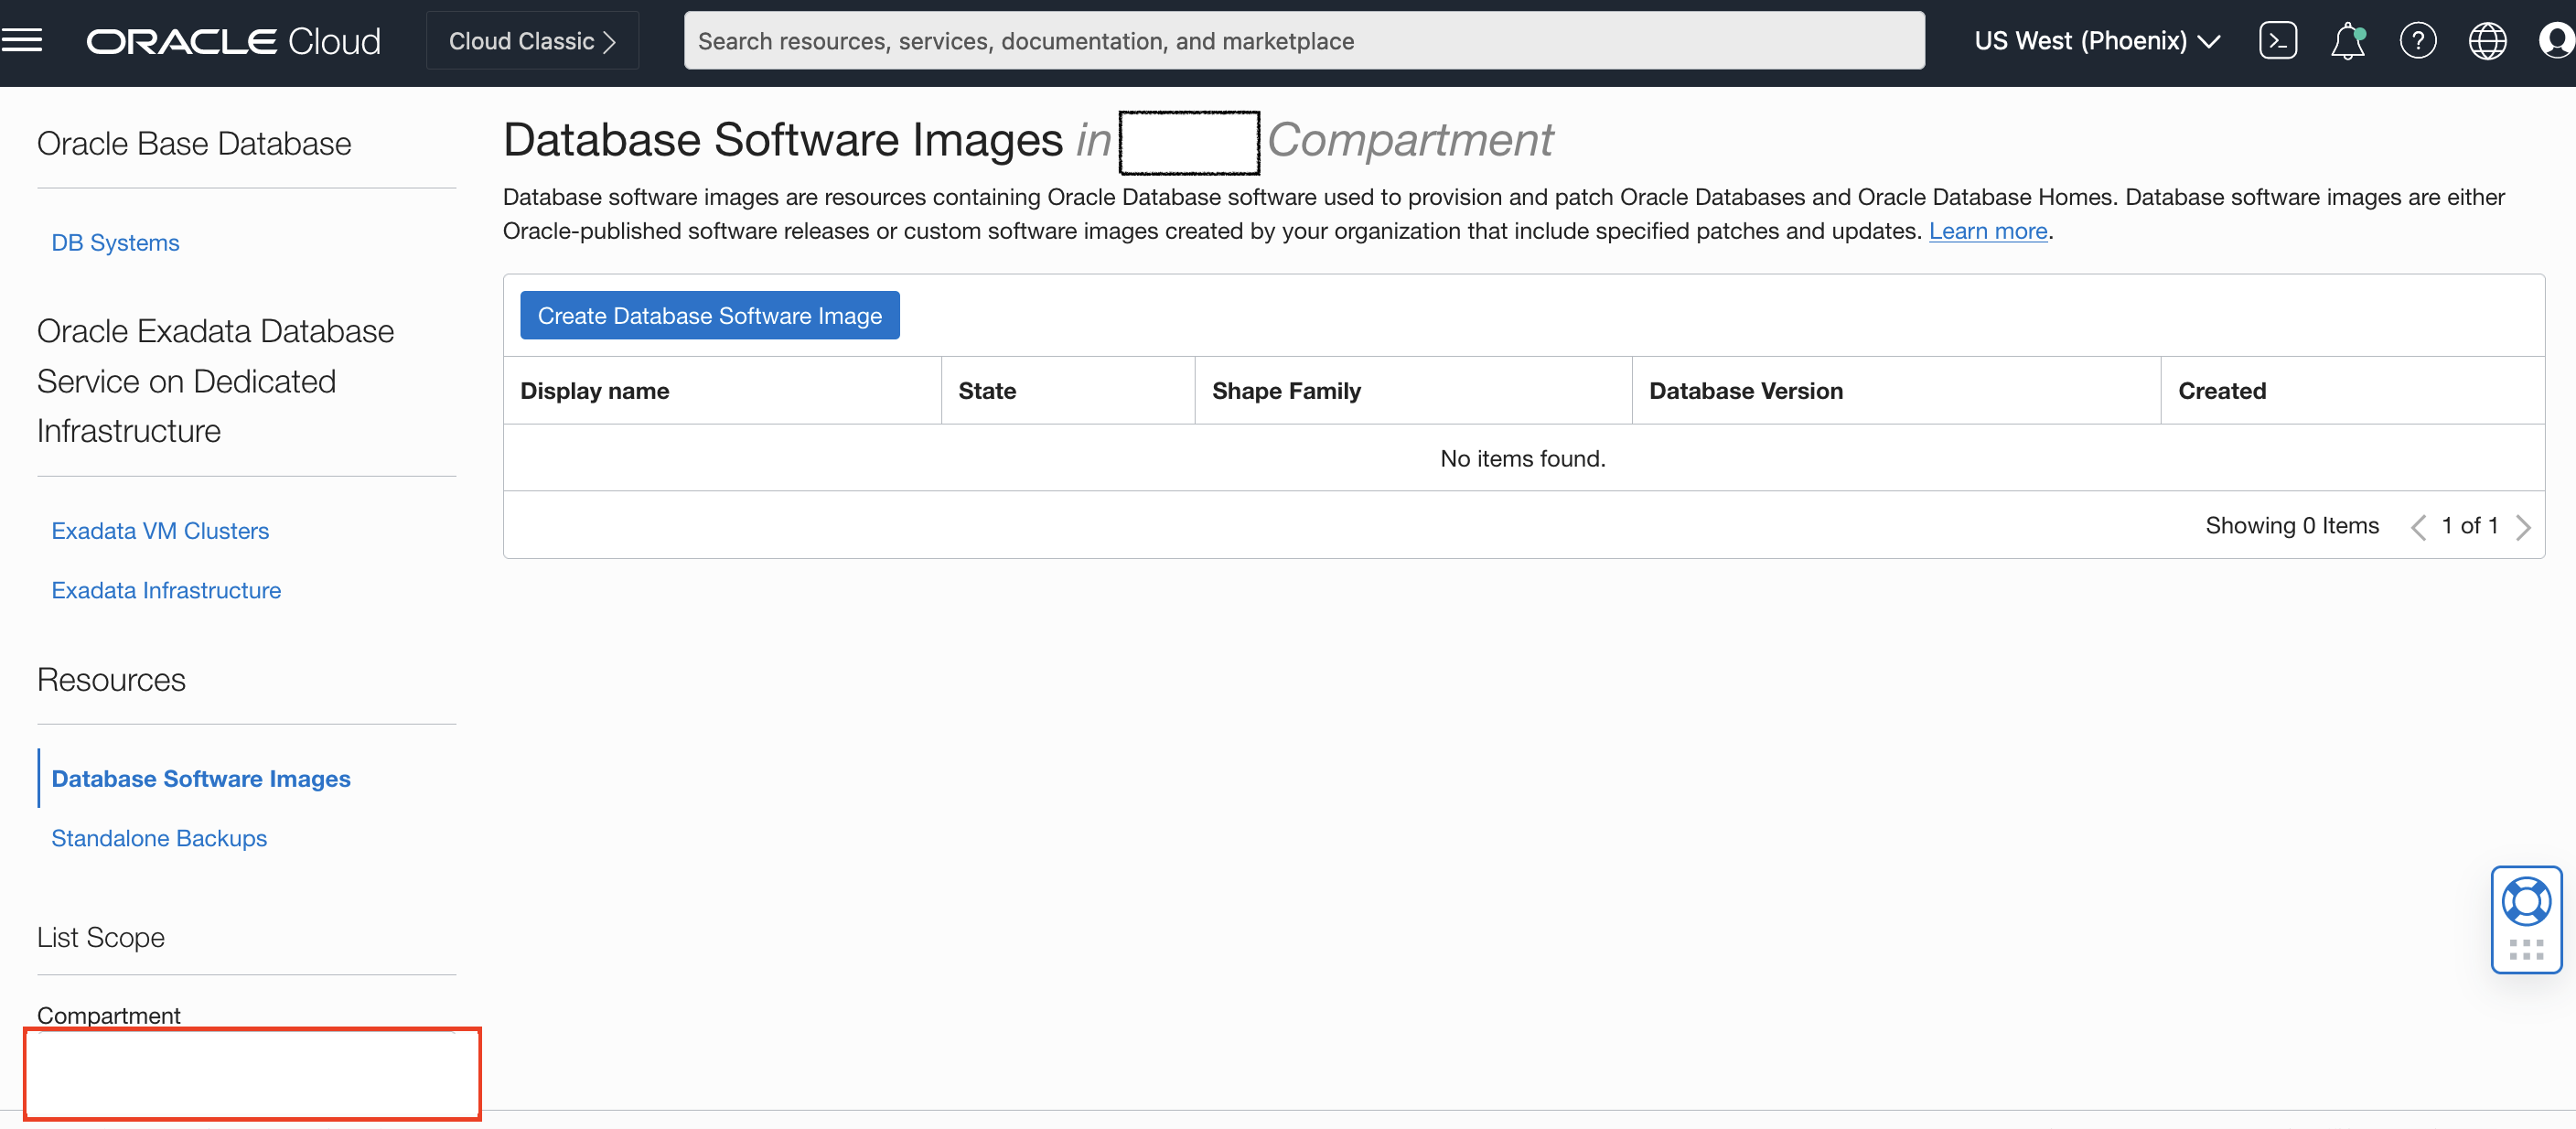 ORACLE Cloud
Cloud Classic
Search resources, services, documentation, and marketplace
US West (Phoenix)
Oracle Base Database
DB Systems
Oracle Exadata Database
Service on Dedicated
Infrastructure
Exadata VM Clusters
Exadata Infrastructure
Resources
Database Software Images
Standalone Backups
List Scope
Compartment
Database Software Images in Compartment
Database software images are resources containing Oracle Database software used to provision and patch Oracle Databases and Oracle Database Homes. Database software images are either
Oracle-published software releases or custom software images created by your organization that include specified patches and updates. Learn more.
Create Database Software Image
Display name State Shape Family Database Version Created
No items found.
Showing 0 Items 1 of 1